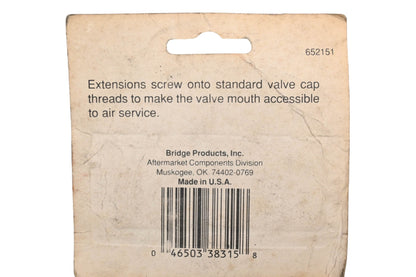 652151
Extensions screw onto standard valve cap
threads to make the valve mouth accessible
to air service.
Bridge Products, Inc.
Aftermarket Components Division
Muskogee, OK 74402-0769
Made in U.S.A.
0 46503 38315 8